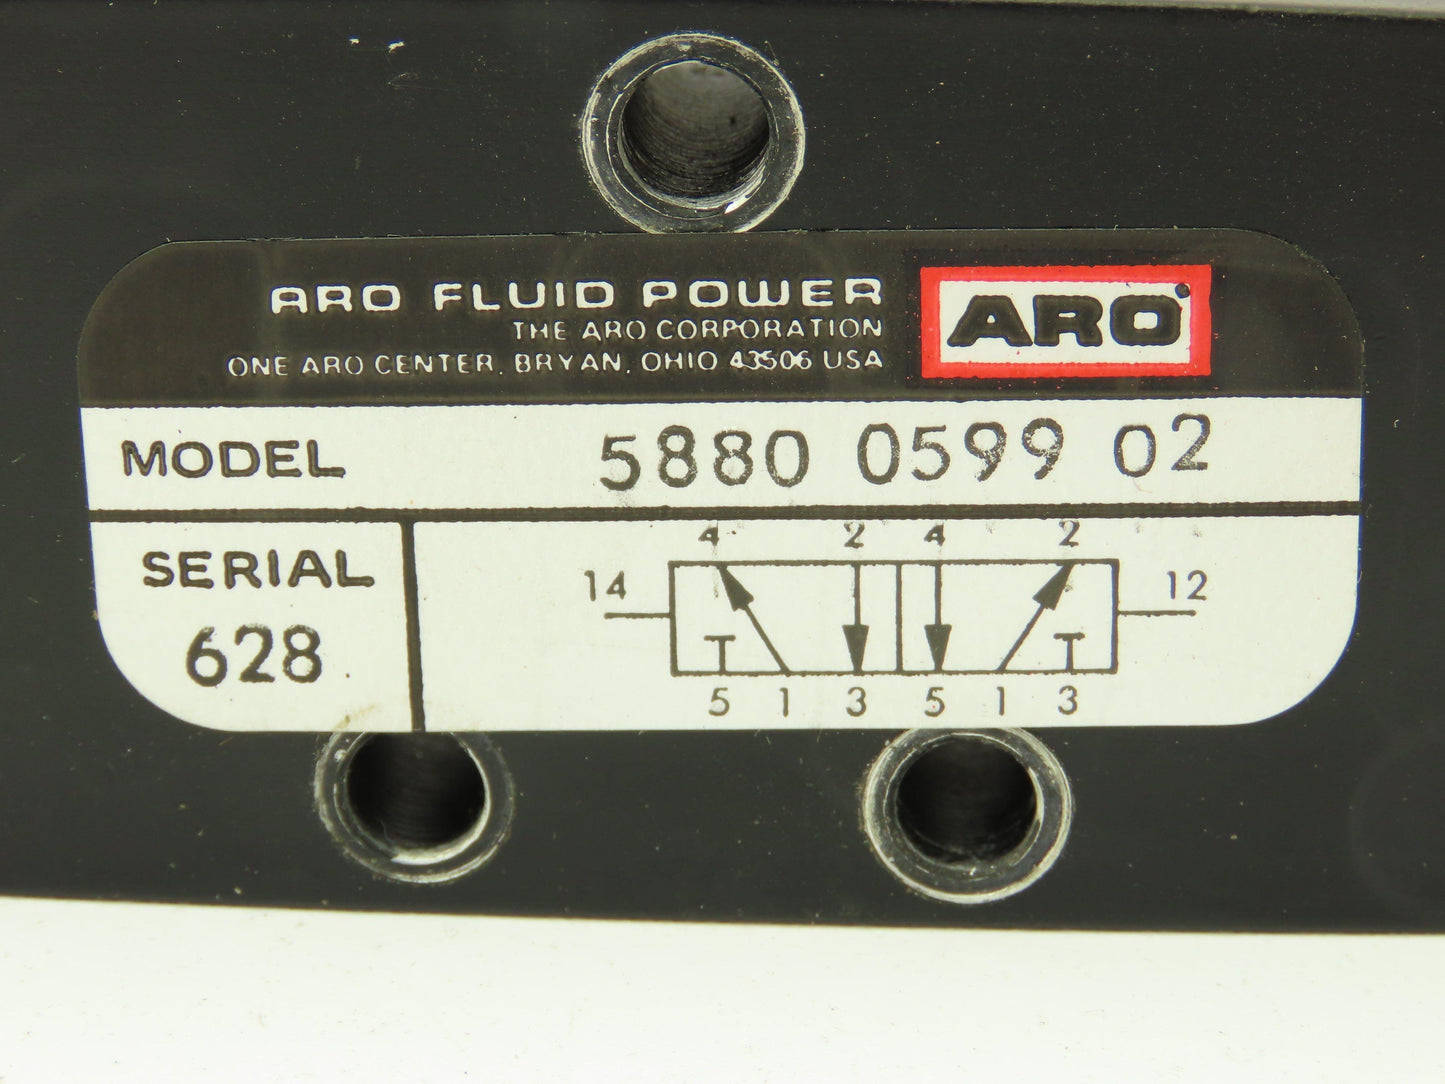 ARO FLUID POWER
THE ARO CORPORATION
ONE ARO CENTER, BRYAN, OHIO 43506 USA
ARO
MODEL 5880 0599 02
SERIAL
628
4 2 4 2
14 12
5 1 3 5 1 3